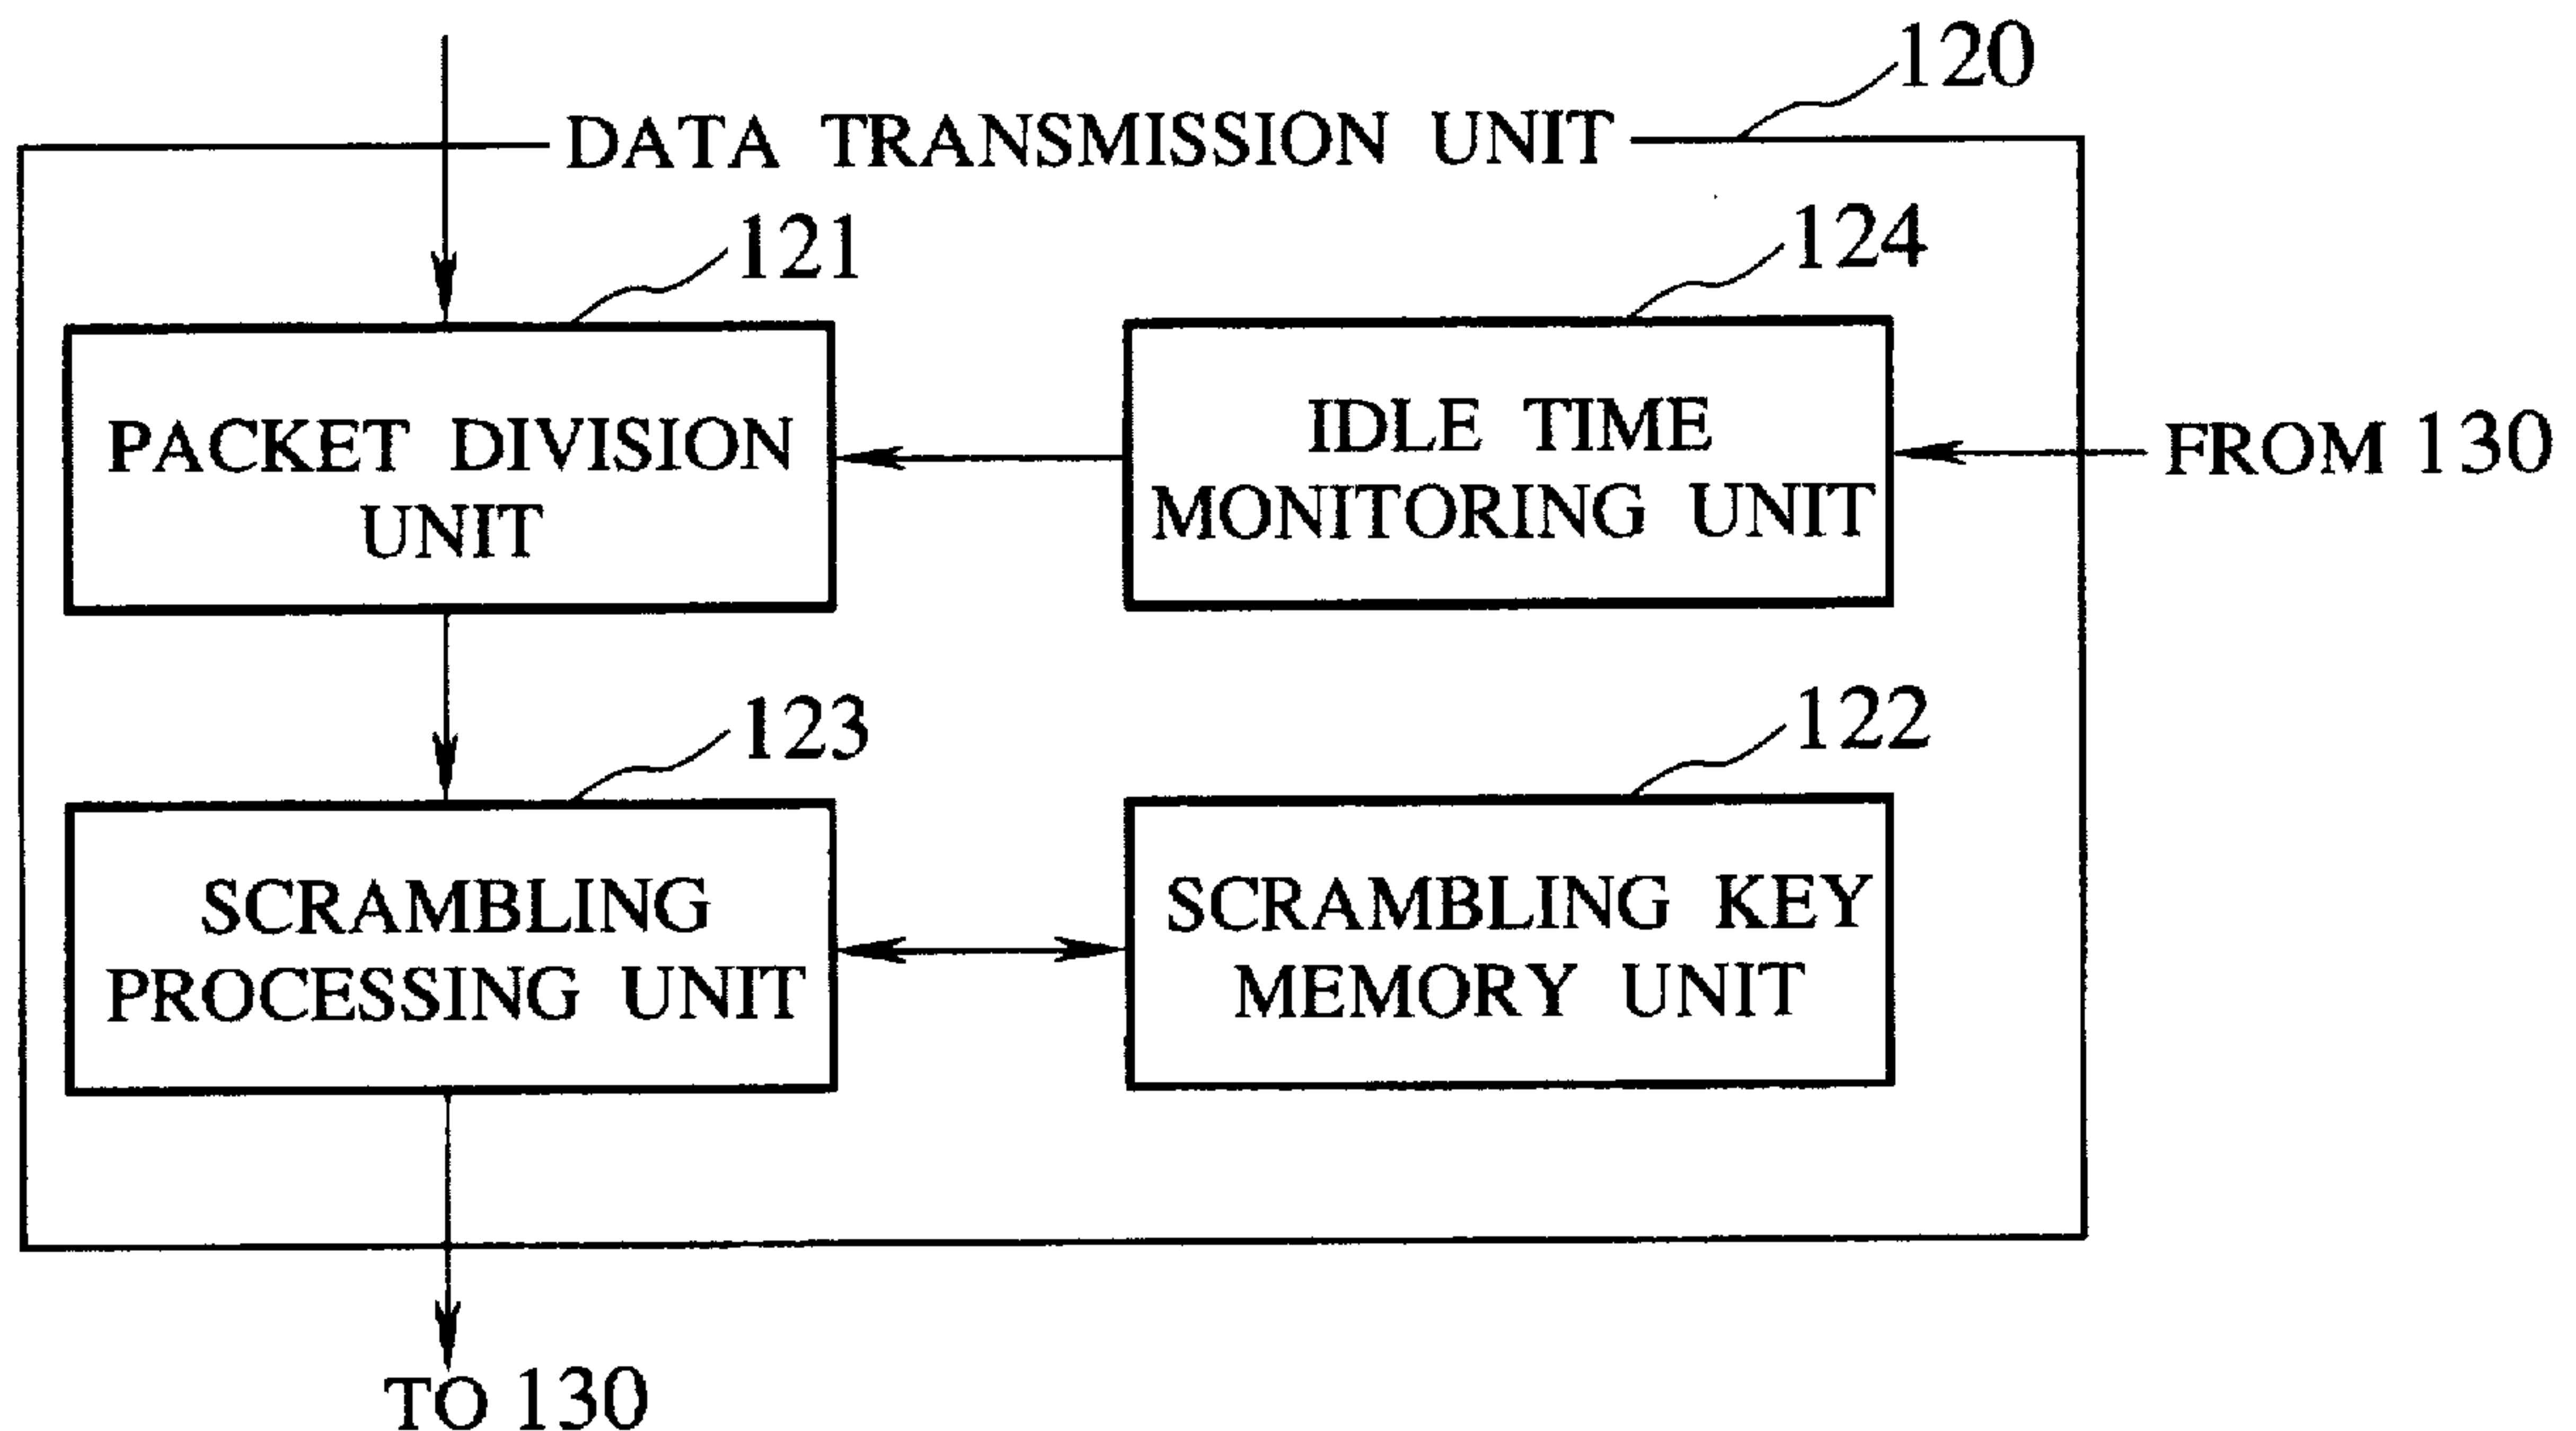 120
DATA TRANSMISSION UNIT
121
124
PACKET DIVISION
UNIT
IDLE TIME
MONITORING UNIT
FROM 130
123
122
SCRAMBLING
PROCESSING UNIT
SCRAMBLING KEY
MEMORY UNIT
TO 130